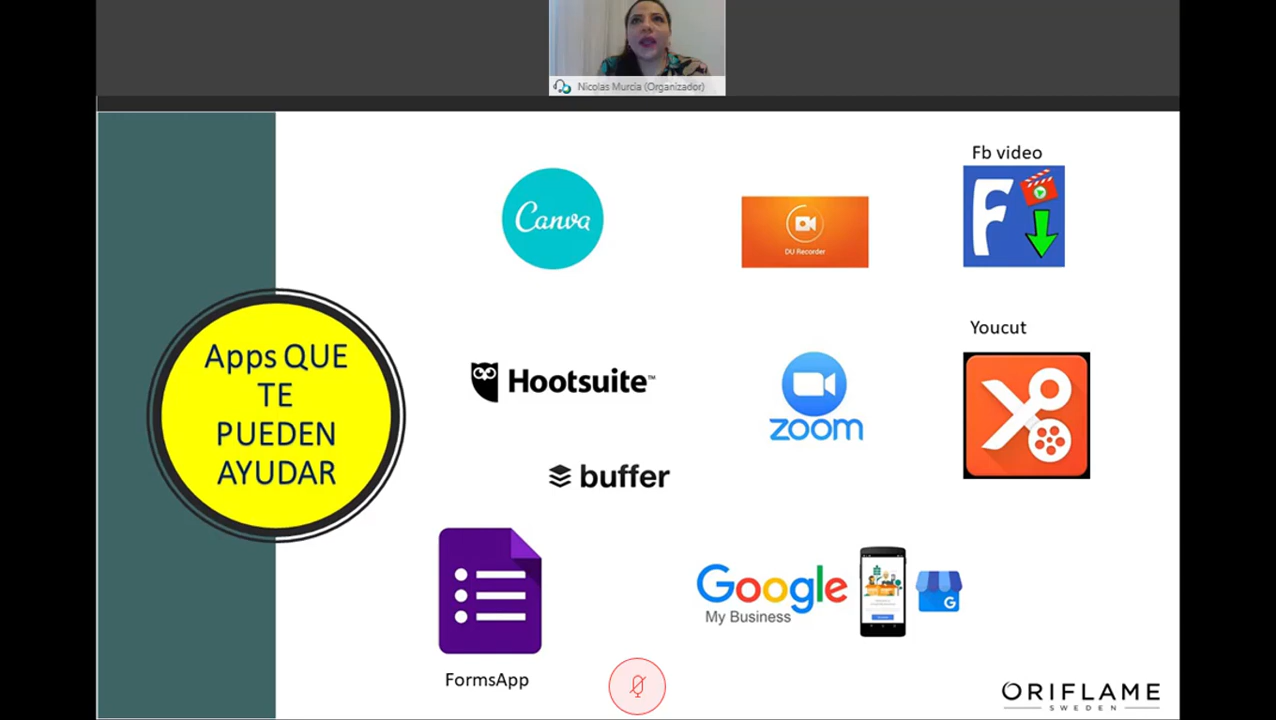 Nicolas Murcia (Organizador)
Apps QUE
TE
PUEDEN
AYUDAR
Canva
DU Recorder
Fb video
F
Hootsuite™
zoom
Youcut
buffer
FormsApp
Google
My Business
G
ORIFLAME
SWEDEN